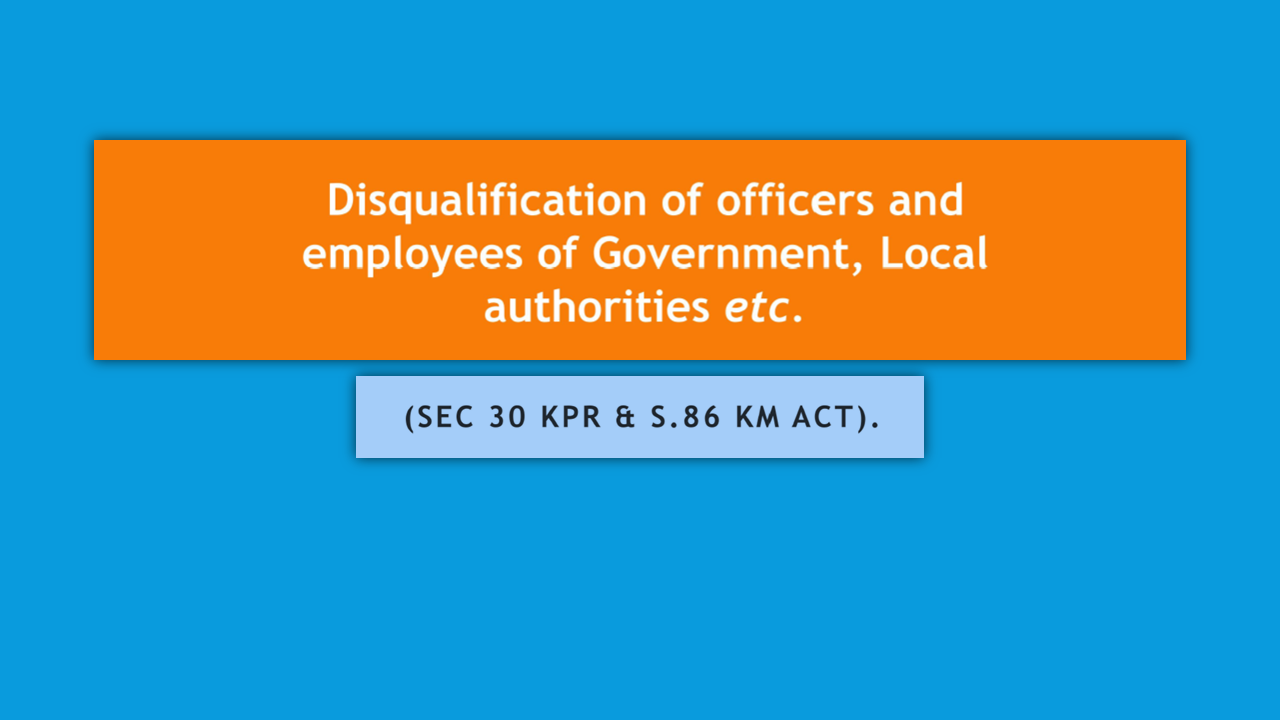 Disqualification of officers and
employees of Government, Local
authorities etc.
(SEC 30 KPR & S.86 KM ACT).